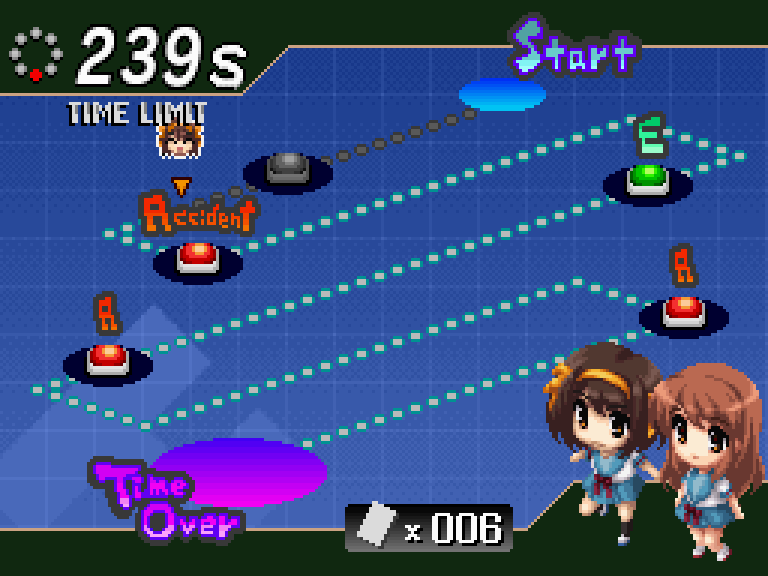 239s
Start
TIME LIMIT
E
Accident
A
A
Time
Over
x 006